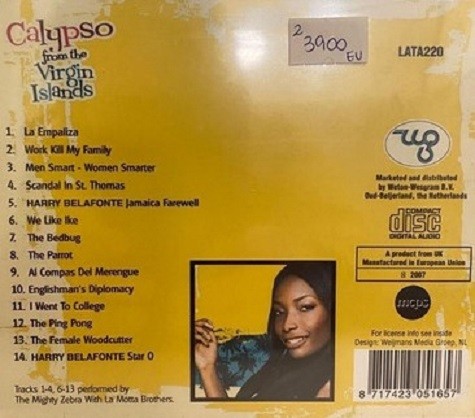 Calypso
from the
Virgin
Islands
2 3900 EU
LATA220
1. La Empaliza
2. Work Kill My Family
3. Men Smart - Women Smarter
4. Scandal In St. Thomas
5. HARRY BELAFONTE Jamaica Farewell
6. We Like Ike
7. The Bedbug
8. The Parrot
9. Al Compas Del Merengue
10. Englishman's Diplomacy
11. I Went To College
12. The Ping Pong
13. The Female Woodcutter
14. HARRY BELAFONTE Star O
Tracks 1-4, 6-13 performed by
The Mighty Zebra With La Motta Brothers.
wg
Marketed and distributed
by Weton-Wesgram B.V.
Oud-Beijerland, the Netherlands
COMPACT
disc
DIGITAL AUDIO
A product from UK
Manufactured in European Union
℗ 2007
mcps
For license info see inside
Design: Weijmans Media Groep, NL
8 717423 051657